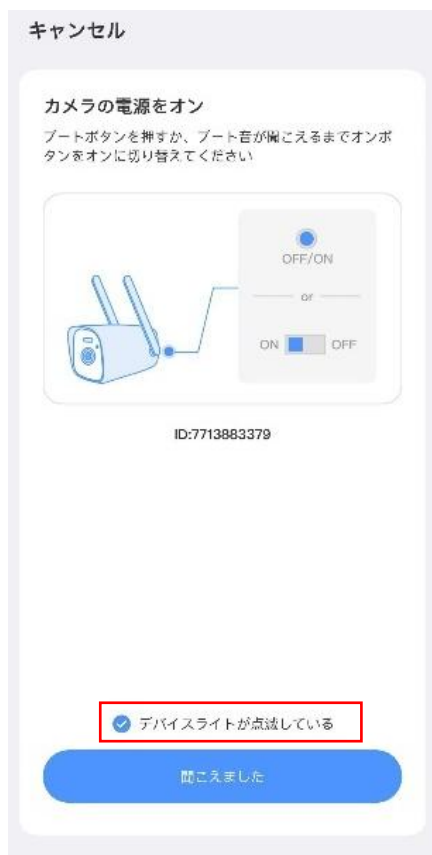 キャンセル
カメラの電源をオン
ブートボタンを押すか、ブート音が聞こえるまでオンボ
タンをオンに切り替えてください
OFF/ON
or
ON
OFF
ID:7713883379
デバイスライトが点滅している
聞こえました